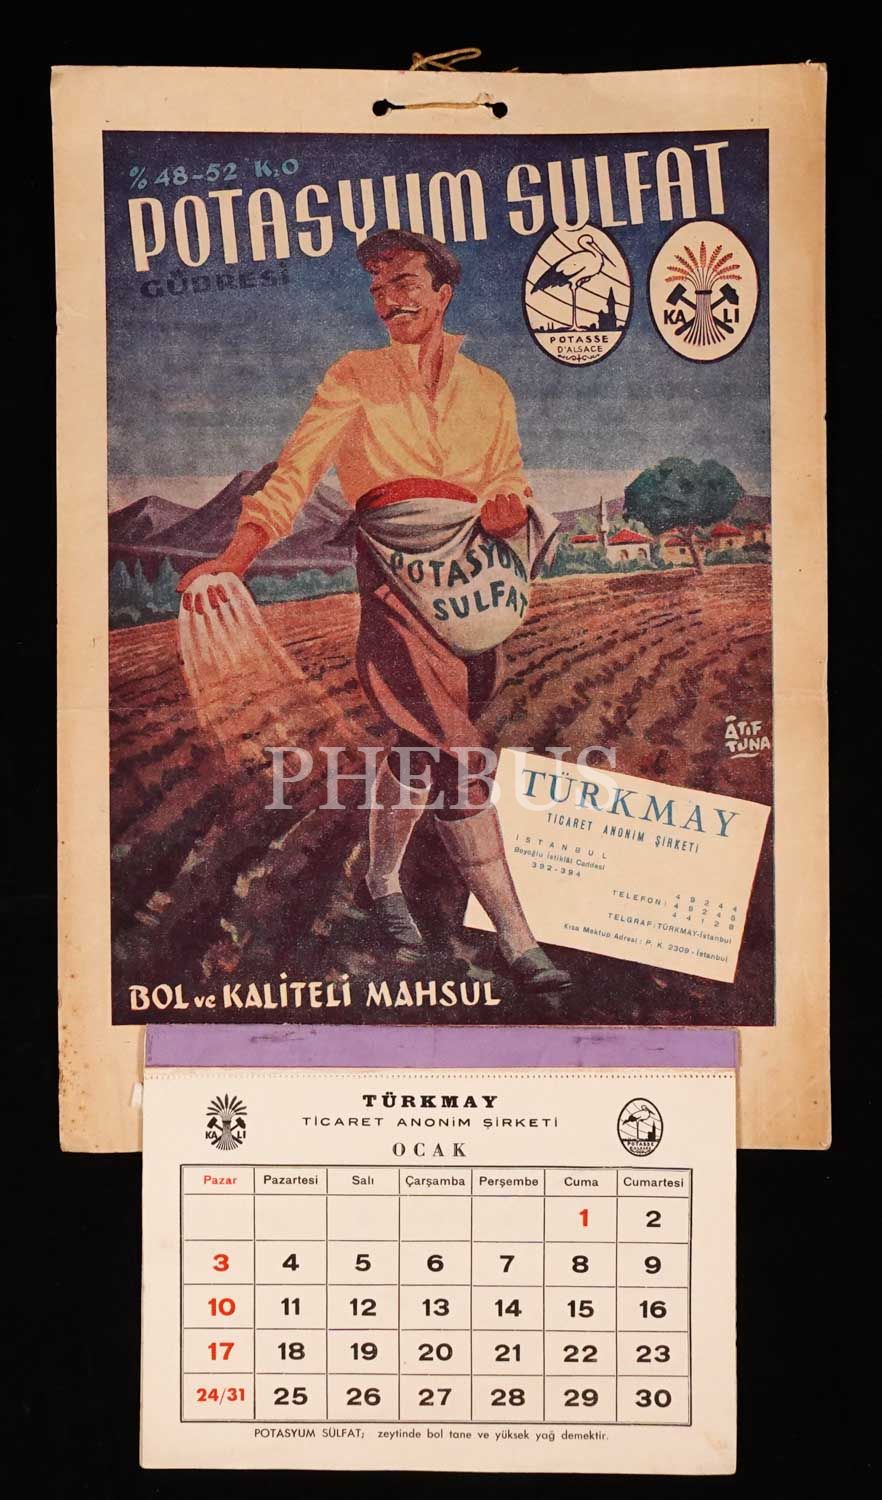 % 48-52 K₂O
POTASYUM SULFAT
GÜBRESİ
POTASSE
D'ALSACE
KALI
POTASYUM
SULFAT
ATIF
TUNA
PHEBUS
TÜRKMAY
TİCARET ANONİM ŞİRKETİ
İSTANBUL
Beyoğlu İstiklâl Caddesi
392-394
TELEFON: 49244
49245
44128
TELGRAF: TÜRKMAY-İstanbul
Kısa Mektup Adresi: P. K. 2309 - İstanbul
BOL ve KALİTELİ MAHSUL
TÜRKMAY
TİCARET ANONİM ŞİRKETİ
KALI
POTASSE
D'ALSACE
OCAK
Pazar Pazartesi Salı Çarşamba Perşembe Cuma Cumartesi
1 2
3 4 5 6 7 8 9
10 11 12 13 14 15 16
17 18 19 20 21 22 23
24/31 25 26 27 28 29 30
POTASYUM SÜLFAT; zeytinde bol tane ve yüksek yağ demektir.